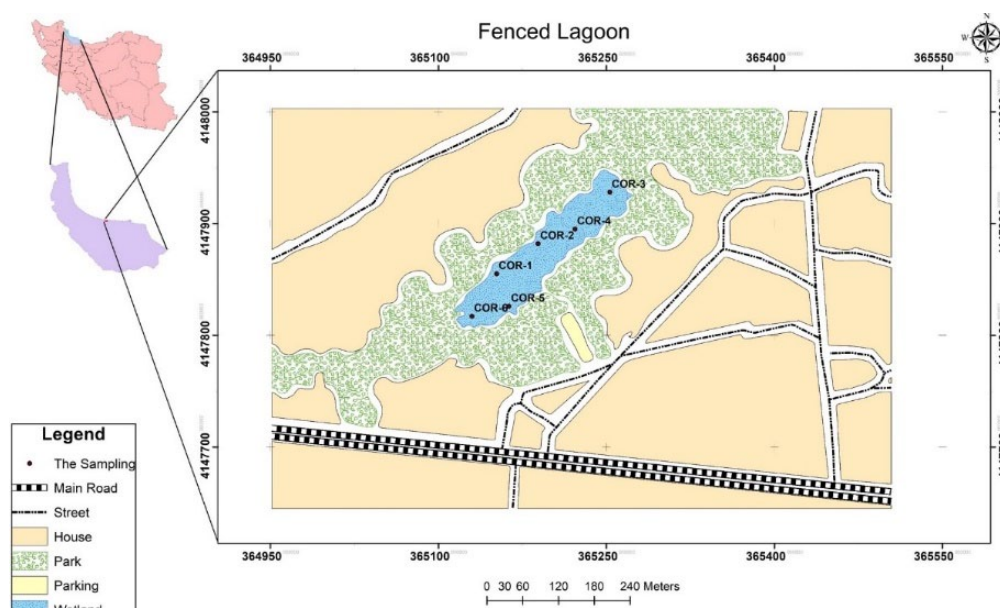 Fenced Lagoon
N
W
E
S
364950
365100
365250
365400
365550
4148000
4147900
4147800
4147700
COR-3
COR-4
COR-2
COR-1
COR-5
COR-6
Legend
The Sampling
Main Road
Street
House
Park
Parking
Wetland
364950
365100
365250
365400
365550
0 30 60 120 180 240 Meters